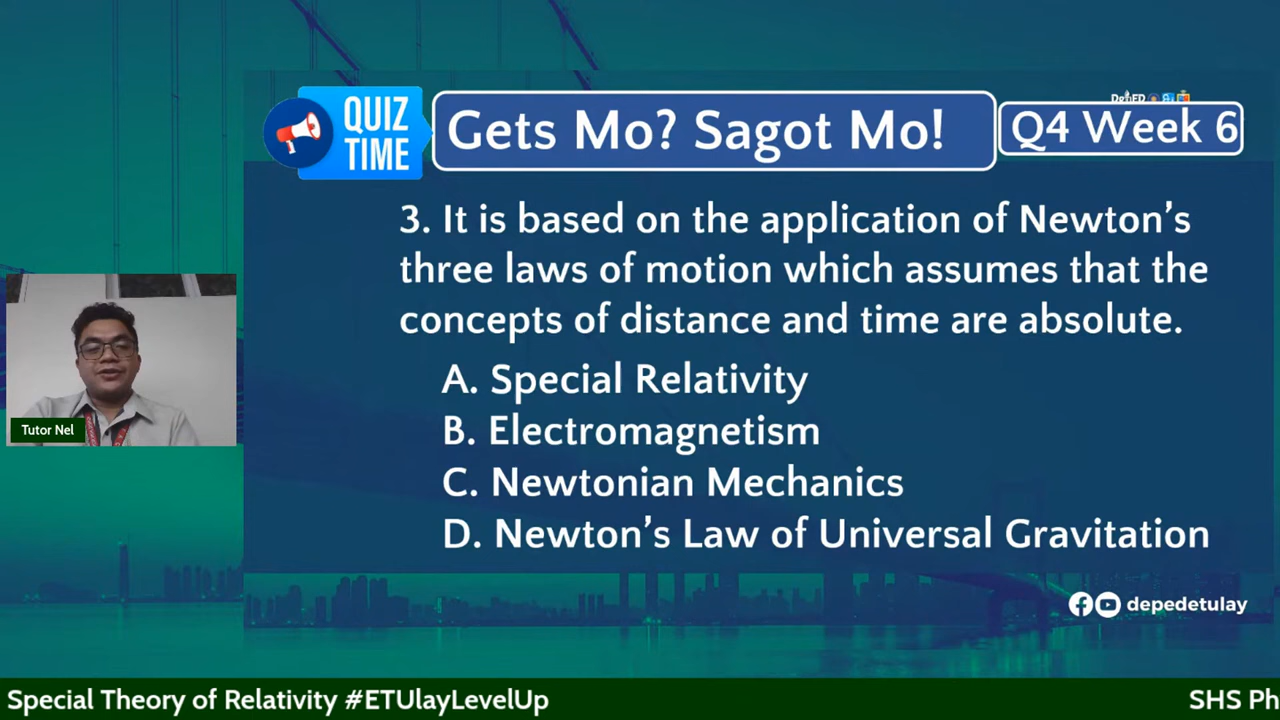 QUIZ
TIME
Gets Mo? Sagot Mo!
DepED
Q4 Week 6
3. It is based on the application of Newton’s
three laws of motion which assumes that the
concepts of distance and time are absolute.
A. Special Relativity
B. Electromagnetism
C. Newtonian Mechanics
D. Newton’s Law of Universal Gravitation
Tutor Nel
depedetulay
Special Theory of Relativity #ETUlayLevelUp
SHS Ph